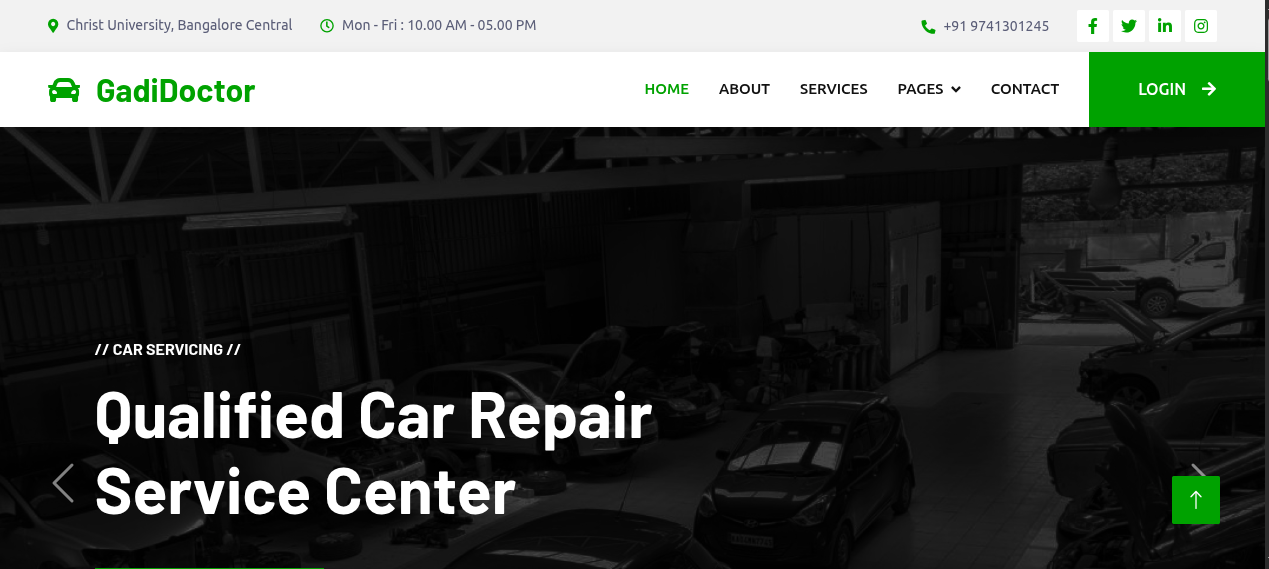 Christ University, Bangalore Central
Mon - Fri : 10.00 AM - 05.00 PM
+91 9741301245
GadiDoctor
HOME
ABOUT
SERVICES
PAGES
CONTACT
LOGIN
// CAR SERVICING //
Qualified Car Repair
Service Center